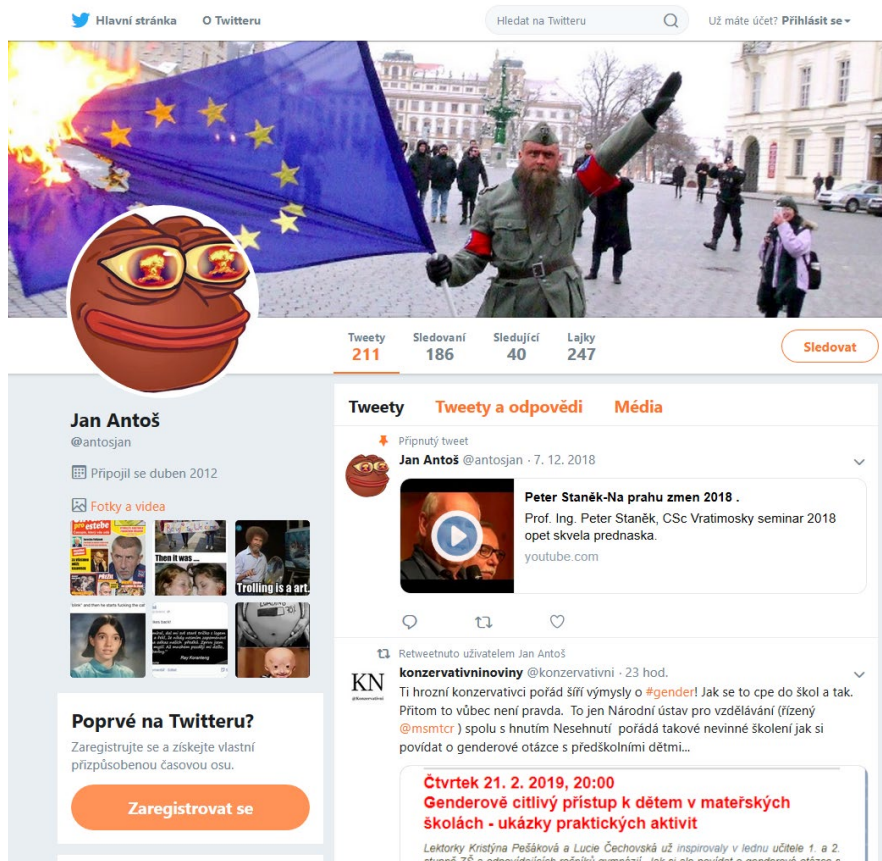 Hlavní stránka O Twitteru Hledat na Twitteru Už máte účet? Přihlásit se
Tweety Sledovaní Sledující Lajky
211 186 40 247
Sledovat
Jan Antoš
@antosjan
Připojil se duben 2012
Fotky a videa
pro estebe
Then it was ....
Trolling is a art.
Roy Korenberg
LOADING
Poprvé na Twitteru?
Zaregistrujte se a získejte vlastní
přizpůsobenou časovou osu.
Zaregistrovat se
Tweety Tweety a odpovědi Média
Připnutý tweet
Jan Antoš @antosjan · 7. 12. 2018
Peter Staněk-Na prahu zmen 2018 .
Prof. Ing. Peter Staněk, CSc Vratimosky seminar 2018
opet skvela prednaska.
youtube.com
Retweetnuto uživatelem Jan Antoš
konzervativninoviny @konzervativni · 23 hod.
KN
Ti hrozní konzervativci pořád šíří výmysly o #gender! Jak se to cpe do škol a tak.
Přitom to vůbec není pravda. To jen Národní ústav pro vzdělávání (řízený
@msmtcr ) spolu s hnutím Nesehnutí pořádá takové nevinné školení jak si
povídat o genderové otázce s předškolními dětmi...
Čtvrtek 21. 2. 2019, 20:00
Genderově citlivý přístup k dětem v mateřských
školách - ukázky praktických aktivit
Lektorky Kristýna Pešáková a Lucie Čechovská už inspirovaly v lednu učitele 1. a 2.